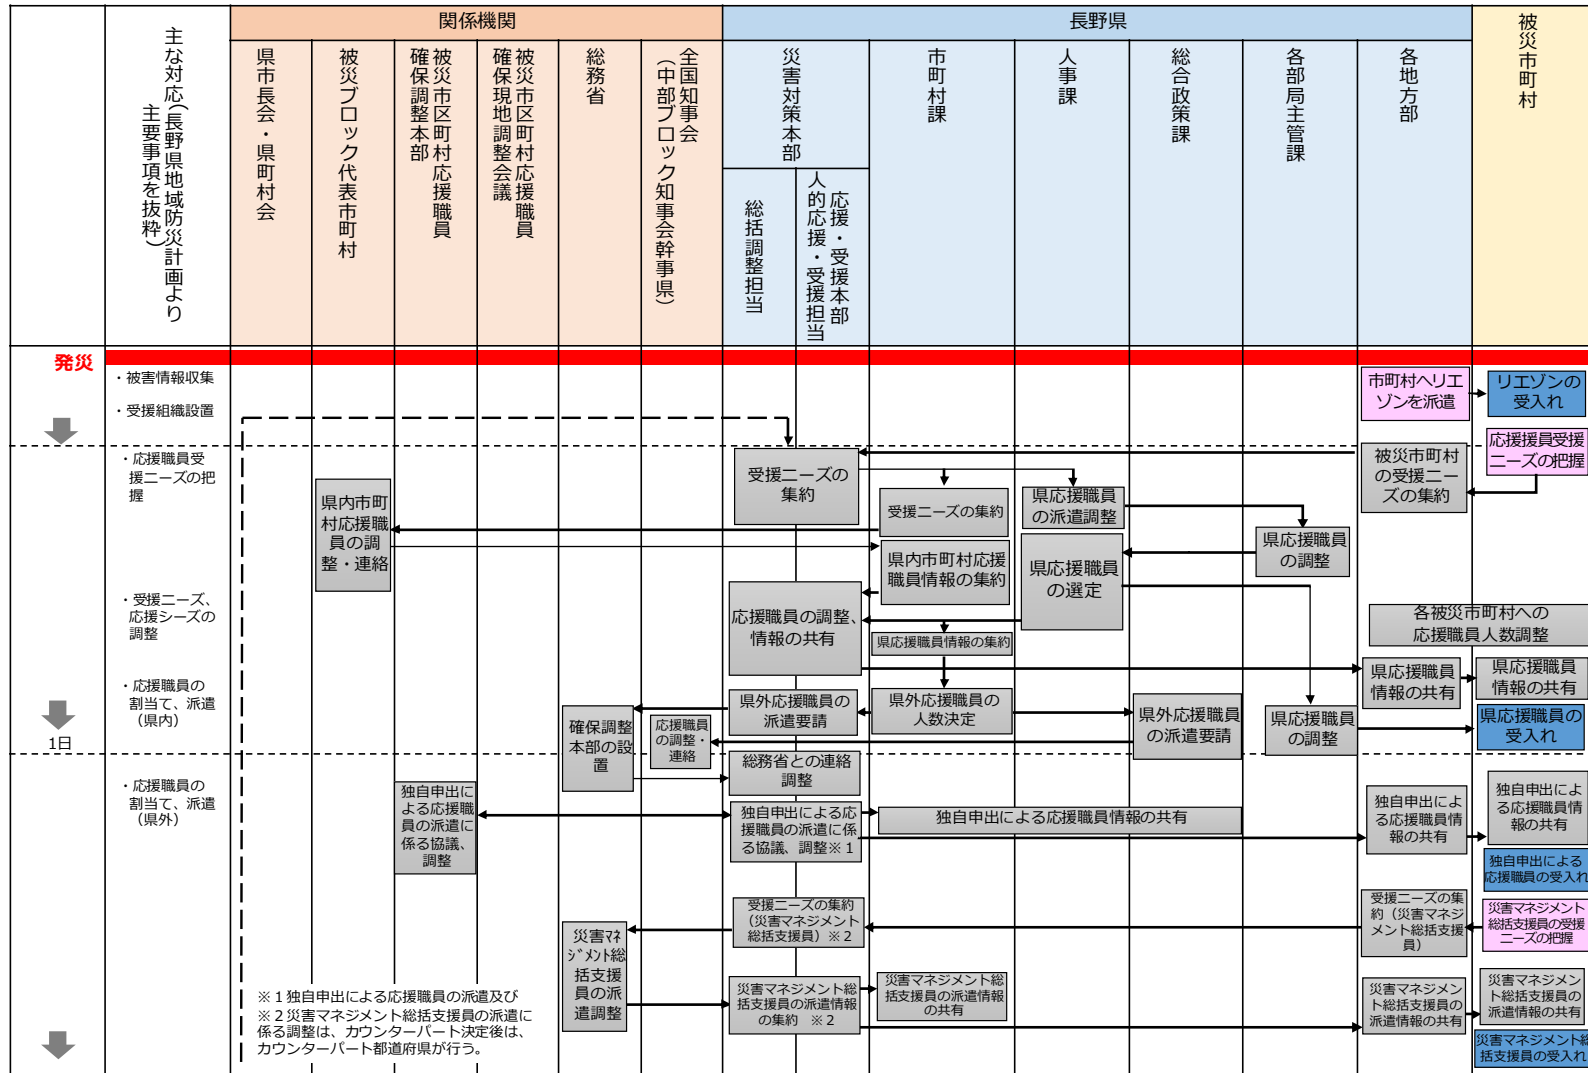 関係機関
長野県
被災市町村
主な対応(長野県地域防災計画より
主要事項を抜粋)
県市長会・県町村会
被災ブロック代表市町村
被災市区町村応援職員
確保調整本部
被災市区町村応援職員
確保現地調整会議
総務省
全国知事会
(中部ブロック知事会幹事県)
災害対策本部
総括調整担当
応援・受援本部
人的応援・受援担当
市町村課
人事課
総合政策課
各部局主管課
各地方部
発災
・被害情報収集
・受援組織設置
市町村へリエ
ゾンを派遣
リエゾンの
受入れ
・応援職員受
援ニーズの把
握
受援ニーズの
集約
被災市町村
の受援ニー
ズの集約
応援援員受援
ニーズの把握
県内市町
村応援職
員の調
整・連絡
受援ニーズの集約
県応援職員
の派遣調整
県応援職員
の調整
県内市町村応援
職員情報の集約
県応援職員
の選定
・受援ニーズ、
応援シーズの
調整
応援職員の調整、
情報の共有
県応援職員情報の集約
各被災市町村への
応援職員人数調整
県応援職員
情報の共有
県応援職員
情報の共有
・応援職員の
割当て、派遣
(県内)
1日
確保調整
本部の設
置
応援職員
の調整・
連絡
県外応援職員の
派遣要請
県外応援職員の
人数決定
県外応援職員
の派遣要請
県応援職員
の調整
県応援職員の
受入れ
総務省との連絡
調整
・応援職員の
割当て、派遣
(県外)
独自申出に
よる応援職
員の派遣に
係る協議、
調整
独自申出による応
援職員の派遣に係
る協議、調整※1
独自申出による応援職員情報の共有
独自申出によ
る応援職員情
報の共有
独自申出によ
る応援職員情
報の共有
独自申出による
応援職員の受入れ
災害マネ
ジメント総
括支援
員の派
遣調整
受援ニーズの集約
(災害マネジメント
総括支援員)※2
受援ニーズの集
約(災害マネジ
メント総括支援
員)
災害マネジメント
総括支援員の受援
ニーズの把握
災害マネジメント総
括支援員の派遣情報
の集約 ※2
災害マネジメント総
括支援員の派遣情報
の共有
災害マネジメン
ト総括支援員の
派遣情報の共有
災害マネジメン
ト総括支援員の
派遣情報の共有
災害マネジメント総
括支援員の受入れ
※1独自申出による応援職員の派遣及び
※2災害マネジメント総括支援員の派遣に
係る調整は、カウンターパート決定後は、
カウンターパート都道府県が行う。